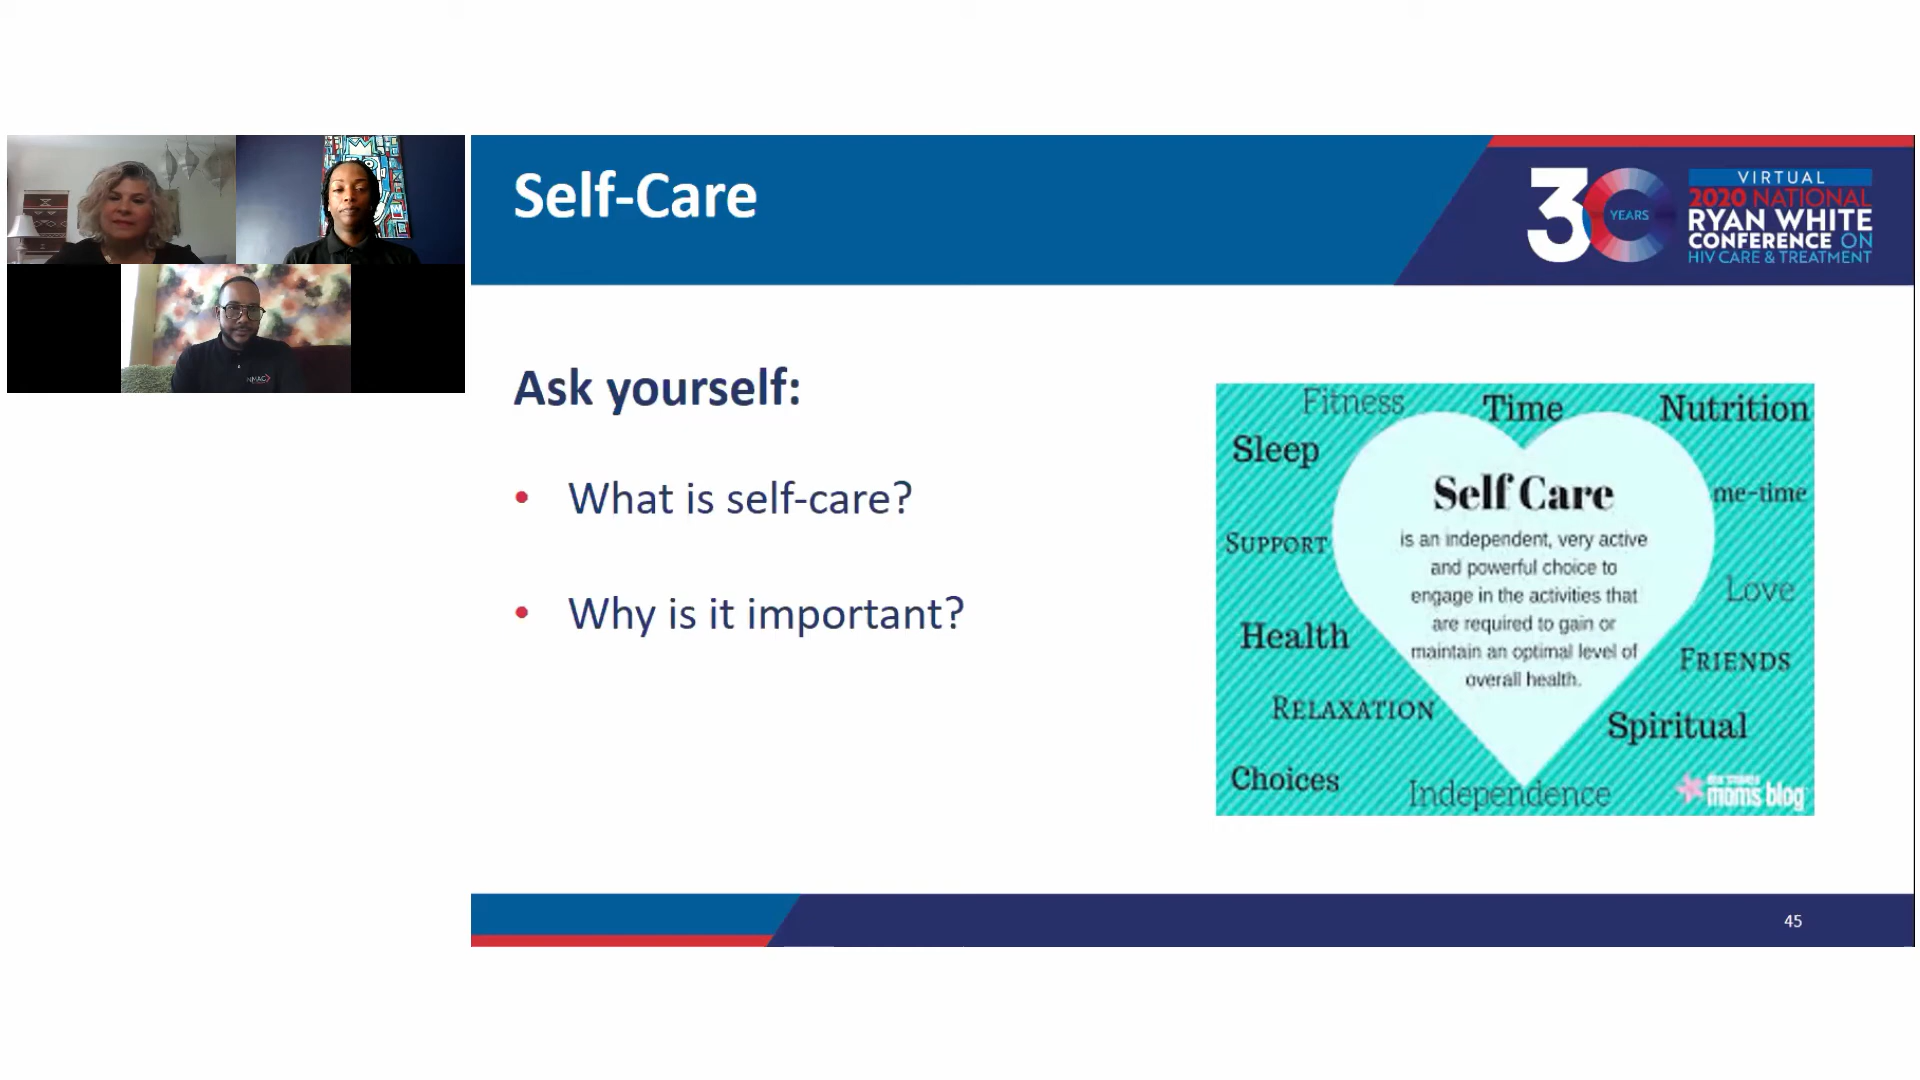 Self-Care
30
YEARS
VIRTUAL
2020 NATIONAL
RYAN WHITE
CONFERENCE ON
HIV CARE & TREATMENT
NMAC
Ask yourself:
• What is self-care?
• Why is it important?
Fitness
Time
Nutrition
Sleep
me-time
SUPPORT
Self Care
is an independent, very active
and powerful choice to
engage in the activities that
are required to gain or
maintain an optimal level of
overall health.
Love
Health
FRIENDS
RELAXATION
Spiritual
Choices
Independence
moms blog
45